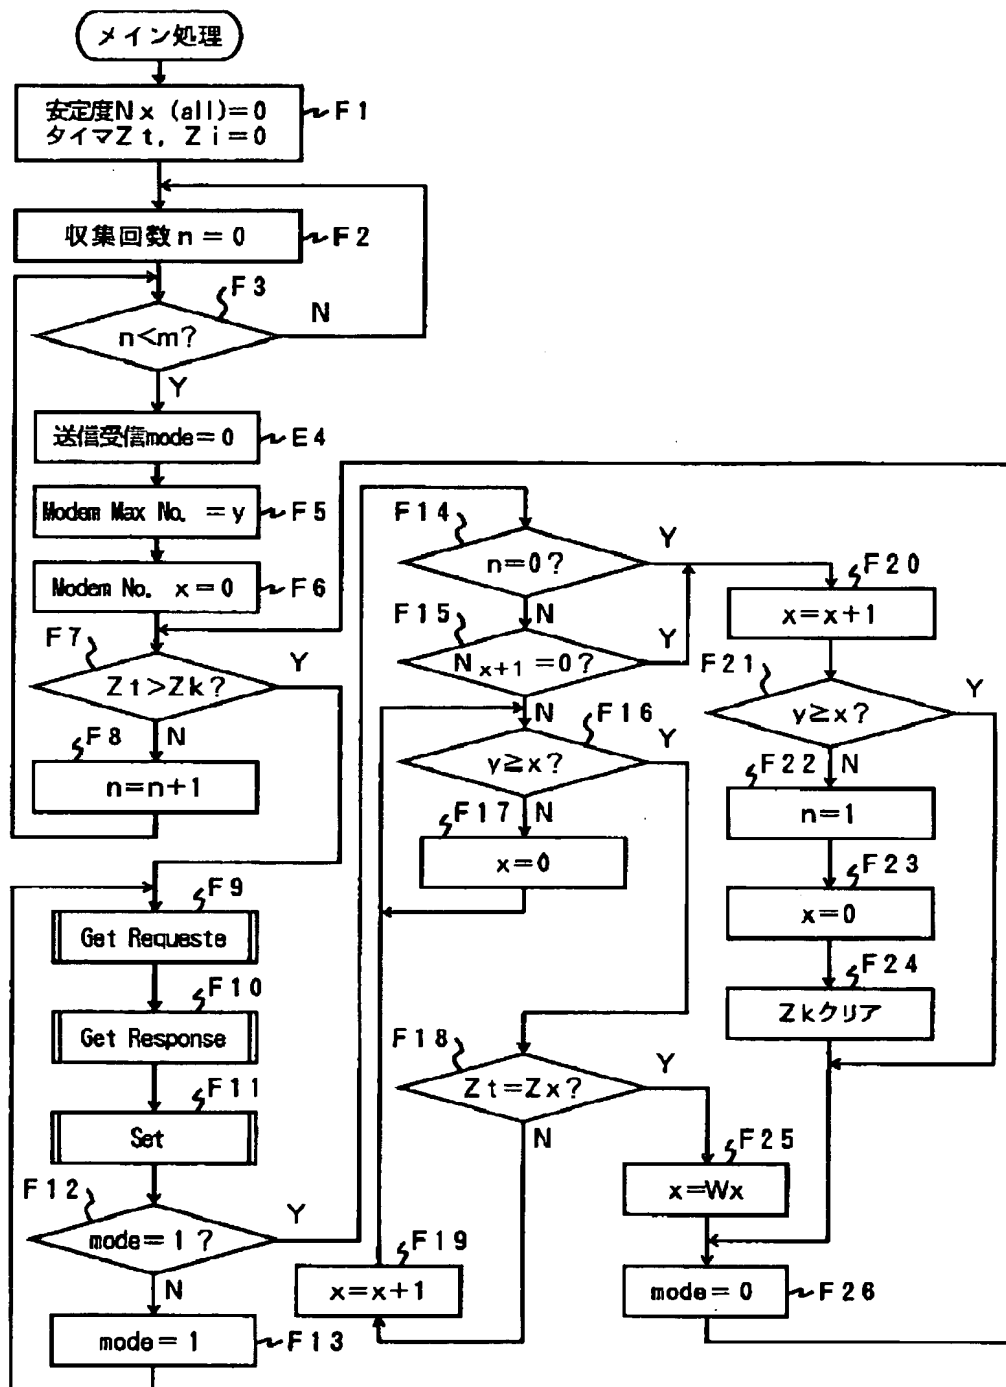 メイン処理
安定度Nx (all)=0
タイマZt, Zi=0
F1
収集回数n=0
F2
F3
n<m?
N
Y
送信受信mode=0
E4
Modem Max No. =y
F5
Modem No. x=0
F6
F7
Zt>Zk?
Y
N
F8
n=n+1
F9
Get Requeste
F10
Get Response
F11
Set
F12
mode=1?
Y
N
mode=1
F13
F14
n=0?
Y
N
F15
Nx+1=0?
Y
N
F16
y≧x?
Y
N
F17
x=0
F18
Zt=Zx?
Y
N
F19
x=x+1
F20
x=x+1
F21
y≧x?
Y
N
F22
n=1
F23
x=0
F24
Zkクリア
F25
x=Wx
mode=0
F26